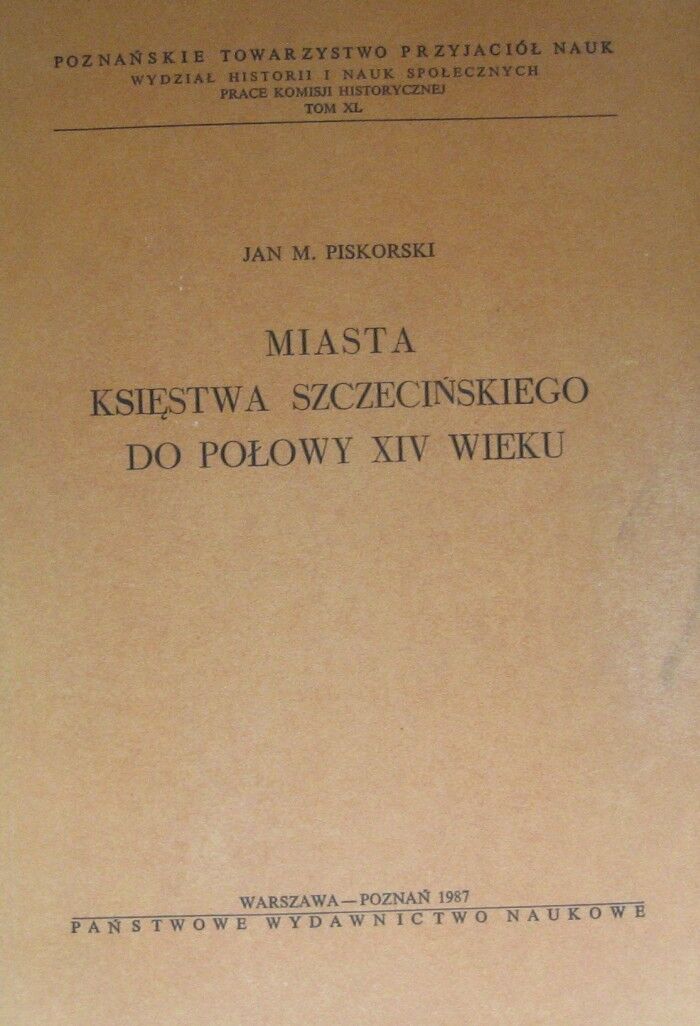 POZNAŃSKIE TOWARZYSTWO PRZYJACIÓŁ NAUK
WYDZIAŁ HISTORII I NAUK SPOŁECZNYCH
PRACE KOMISJI HISTORYCZNEJ
TOM XL
JAN M. PISKORSKI
MIASTA
KSIĘSTWA SZCZECIŃSKIEGO
DO POŁOWY XIV WIEKU
WARSZAWA—POZNAŃ 1987
PAŃSTWOWE WYDAWNICTWO NAUKOWE